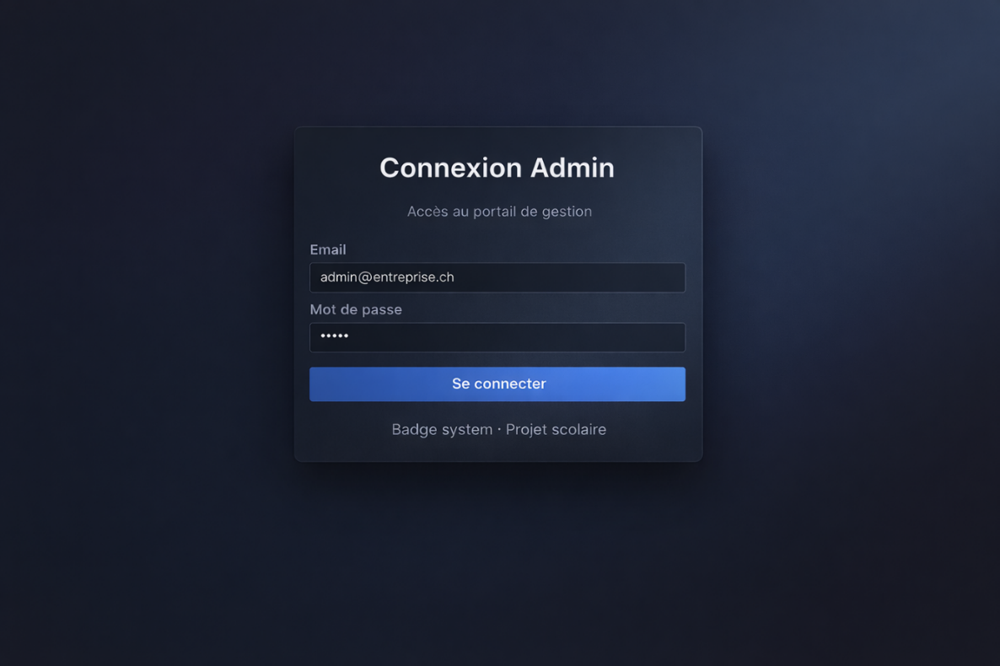 Connexion Admin
Accès au portail de gestion
Email
admin@entreprise.ch
Mot de passe
•••••
Se connecter
Badge system · Projet scolaire